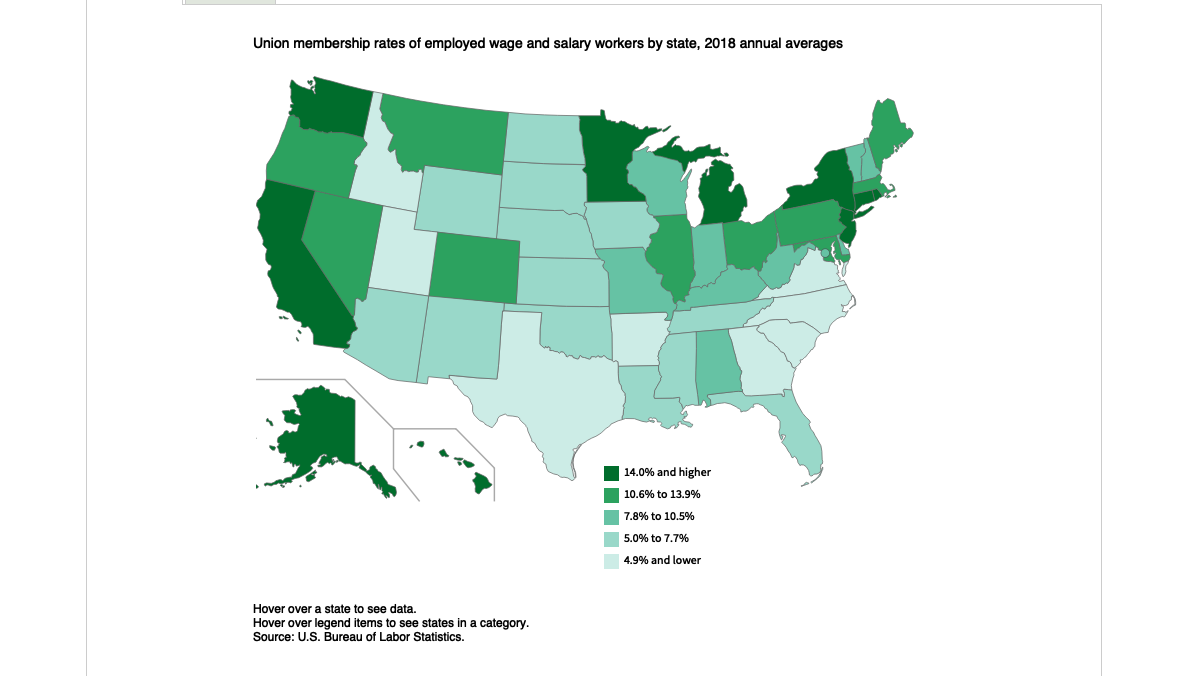 Union membership rates of employed wage and salary workers by state, 2018 annual averages
14.0% and higher
10.6% to 13.9%
7.8% to 10.5%
5.0% to 7.7%
4.9% and lower
Hover over a state to see data.
Hover over legend items to see states in a category.
Source: U.S. Bureau of Labor Statistics.